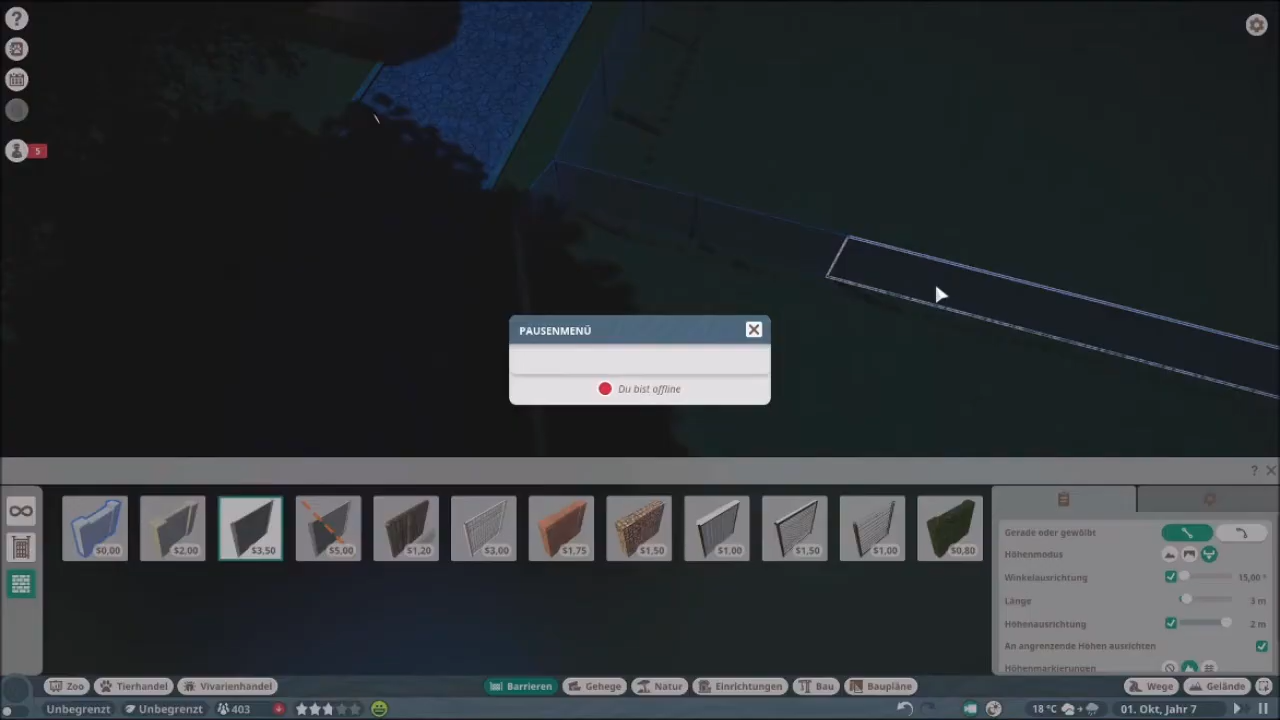 ?
5
PAUSENMENÜ
Du bist offline
?
$0,00
$2,00
$3,50
$5,00
$1,20
$3,00
$1,75
$1,50
$1,00
$1,50
$1,00
$0,80
Gerade oder gewölbt
Höhenmodus
Winkelausrichtung 15,00 °
Länge 3 m
Höhenausrichtung 2 m
An angrenzende Höhen ausrichten
Höhenmarkierungen
Zoo Tierhandel Vivarienhandel Barrieren Gehege Natur Einrichtungen Bau Baupläne Wege Gelände
Unbegrenzt Unbegrenzt 403 18 °C 01. Okt, Jahr 7